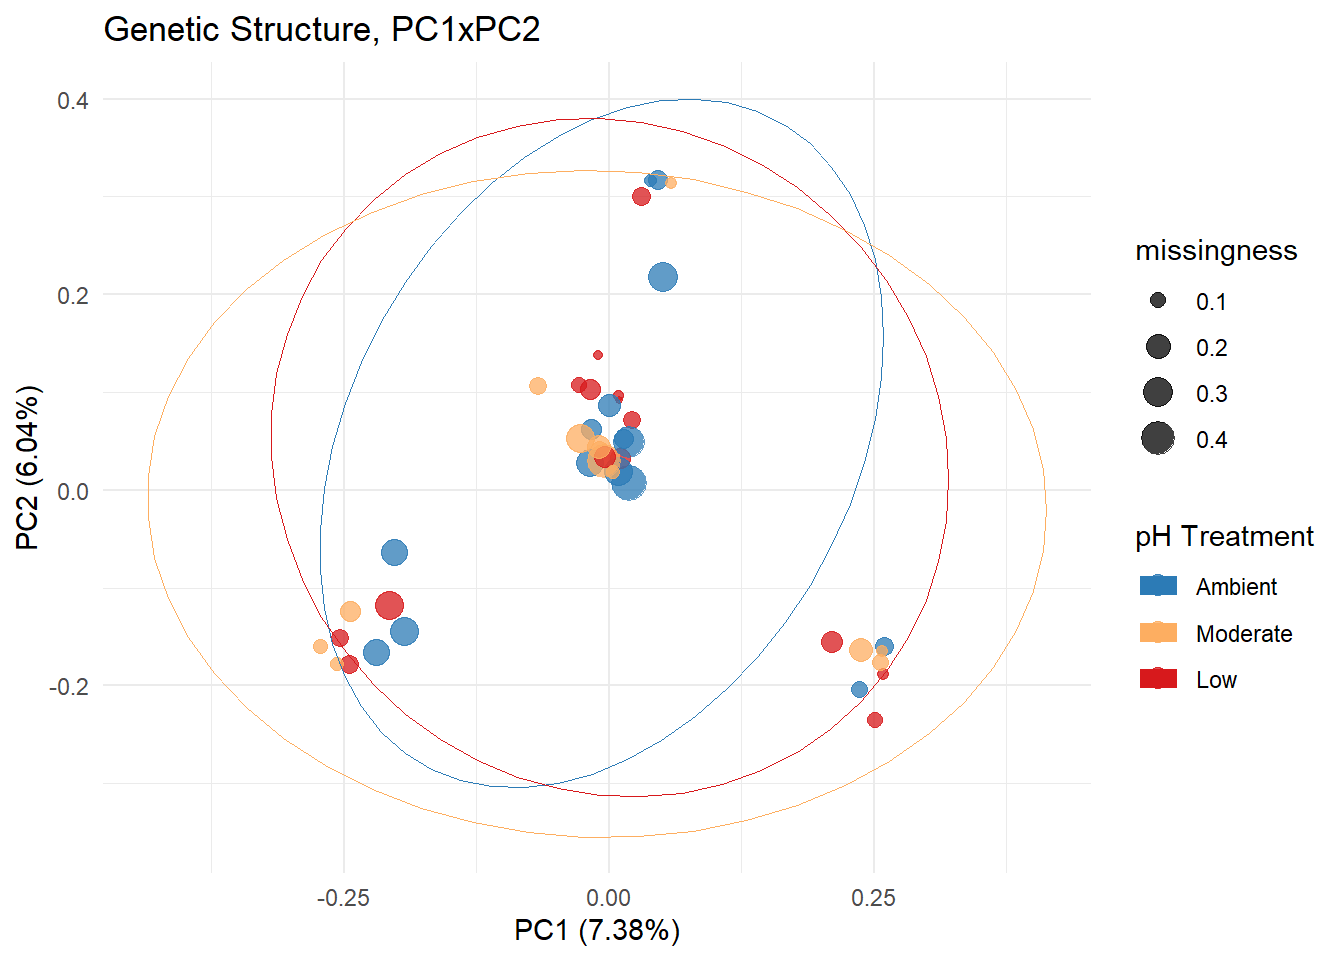 Genetic Structure, PC1xPC2
0.4
0.2
0.0
-0.2
PC2 (6.04%)
-0.25
0.00
0.25
PC1 (7.38%)
missingness
0.1
0.2
0.3
0.4
pH Treatment
Ambient
Moderate
Low